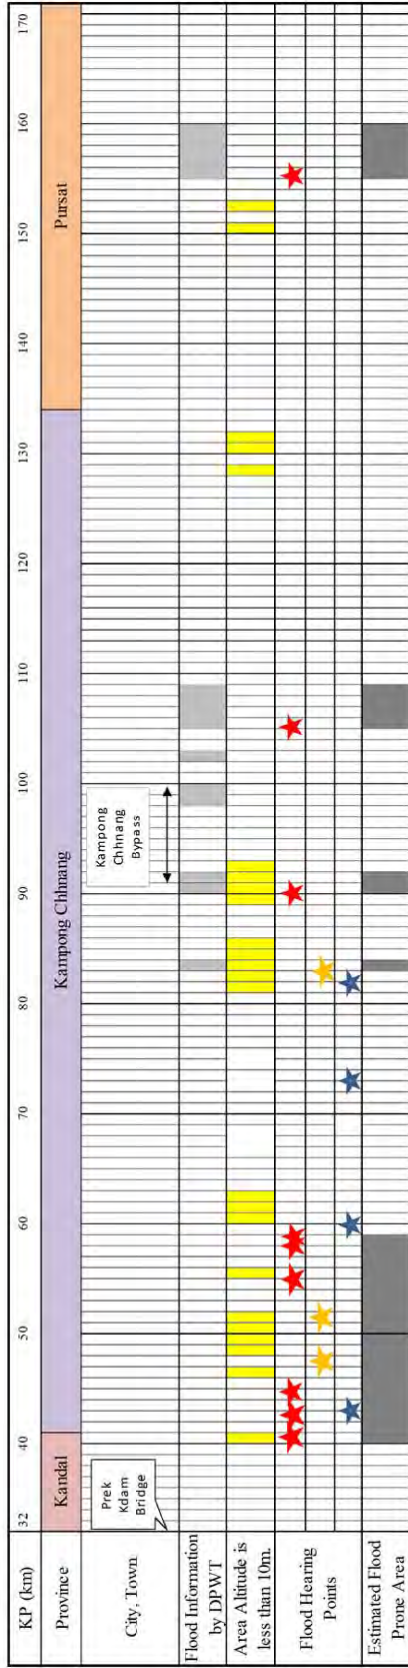 KP (km)
32
40
50
60
70
80
90
100
110
120
130
140
150
160
170
Province
Kandal
Kampong Chhnang
Pursat
City, Town
Prek
Kdam
Bridge
Kampong
Chhnang
Bypass
Flood Information
by DPWT
Area Altitude is
less than 10m.
Flood Hearing
Points
Estimated Flood
Prone Area